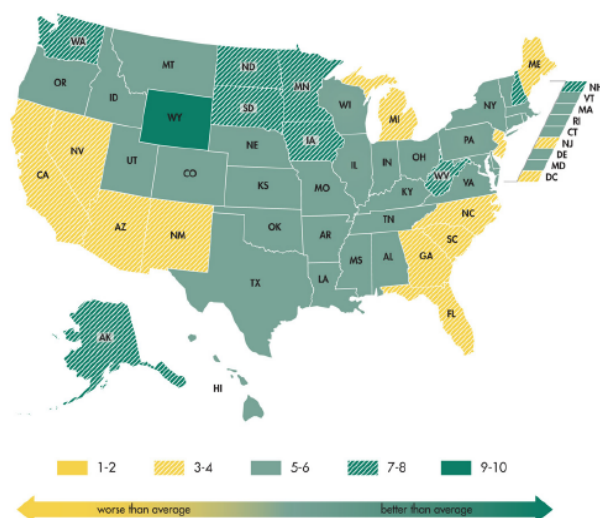 WA
ND
MN
ME
MT
NH
VT
OR
ID
SD
WI
NY
MA
WY
MI
RI
CT
IA
PA
NJ
NE
NV
OH
DE
IL
IN
MD
UT
WV
CA
CO
VA
DC
KS
MO
KY
NC
TN
OK
AZ
NM
AR
SC
MS
AL
GA
TX
LA
FL
AK
HI
1-2
3-4
5-6
7-8
9-10
worse than average
better than average